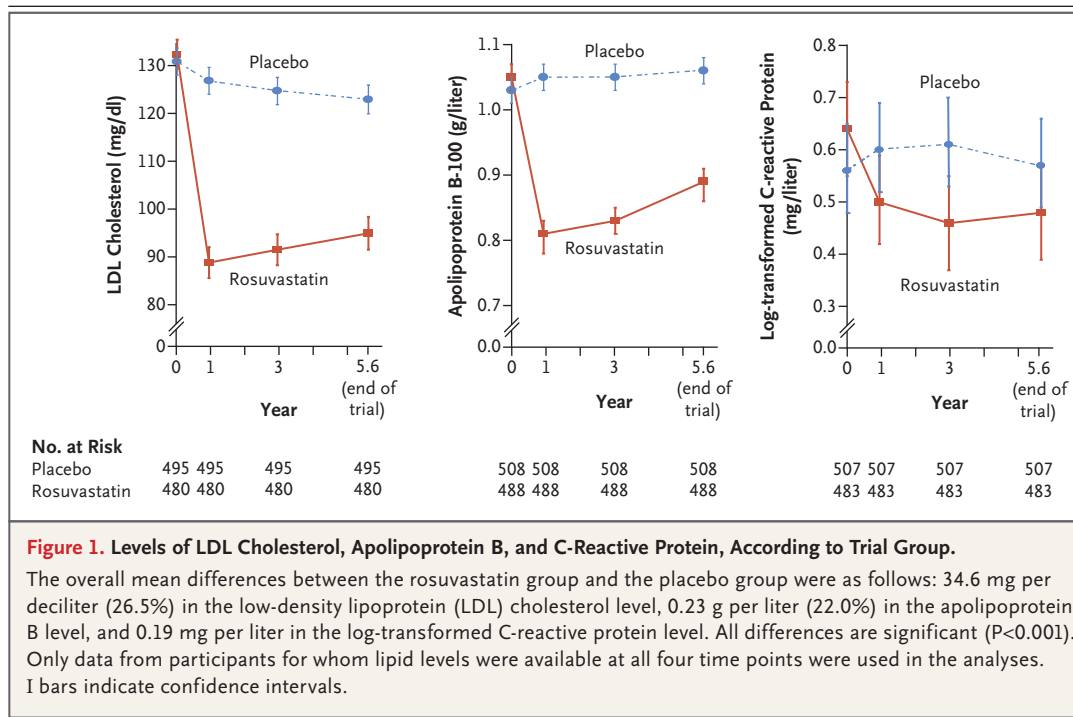 LDL Cholesterol (mg/dl)
130
120
110
100
90
80
0
Placebo
Rosuvastatin
0 1 3 5.6
(end of
trial)
Year
Apolipoprotein B-100 (g/liter)
1.1
1.0
0.9
0.8
0.7
0.0
Placebo
Rosuvastatin
0 1 3 5.6
(end of
trial)
Year
Log-transformed C-reactive Protein
(mg/liter)
0.8
0.7
0.6
0.5
0.4
0.3
0.0
Placebo
Rosuvastatin
0 1 3 5.6
(end of
trial)
Year
No. at Risk
Placebo 495 495 495 495 508 508 508 508 507 507 507 507
Rosuvastatin 480 480 480 480 488 488 488 488 483 483 483 483
Figure 1. Levels of LDL Cholesterol, Apolipoprotein B, and C-Reactive Protein, According to Trial Group.
The overall mean differences between the rosuvastatin group and the placebo group were as follows: 34.6 mg per
deciliter (26.5%) in the low-density lipoprotein (LDL) cholesterol level, 0.23 g per liter (22.0%) in the apolipoprotein
B level, and 0.19 mg per liter in the log-transformed C-reactive protein level. All differences are significant (P<0.001).
Only data from participants for whom lipid levels were available at all four time points were used in the analyses.
I bars indicate confidence intervals.